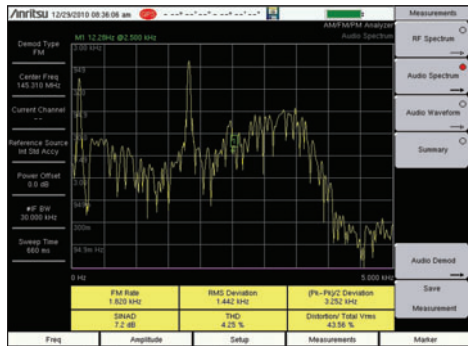 Anritsu 12/29/2010 08:36:06 am
Measurements
AM/FM/PM Analyzer
Audio Spectrum
M1 12.28Hz @2.500 kHz
3.00 kHz
Demod Type
FM
Center Freq
145.310 MHz
Current Channel
--
Reference Source
Int Std Accy
Power Offset
0.0 dB
#IF BW
30.000 kHz
Sweep Time
660 ms
0 Hz
5.000 kHz
FM Rate
1.820 kHz
RMS Deviation
1.442 kHz
(Pk-Pk)/2 Deviation
3.252 kHz
SINAD
7.2 dB
THD
4.25 %
Distortion/ Total Vrms
43.56 %
RF Spectrum
Audio Spectrum
Audio Waveform
Summary
Audio Demod
Save
Measurement
Freq
Amplitude
Setup
Measurements
Marker